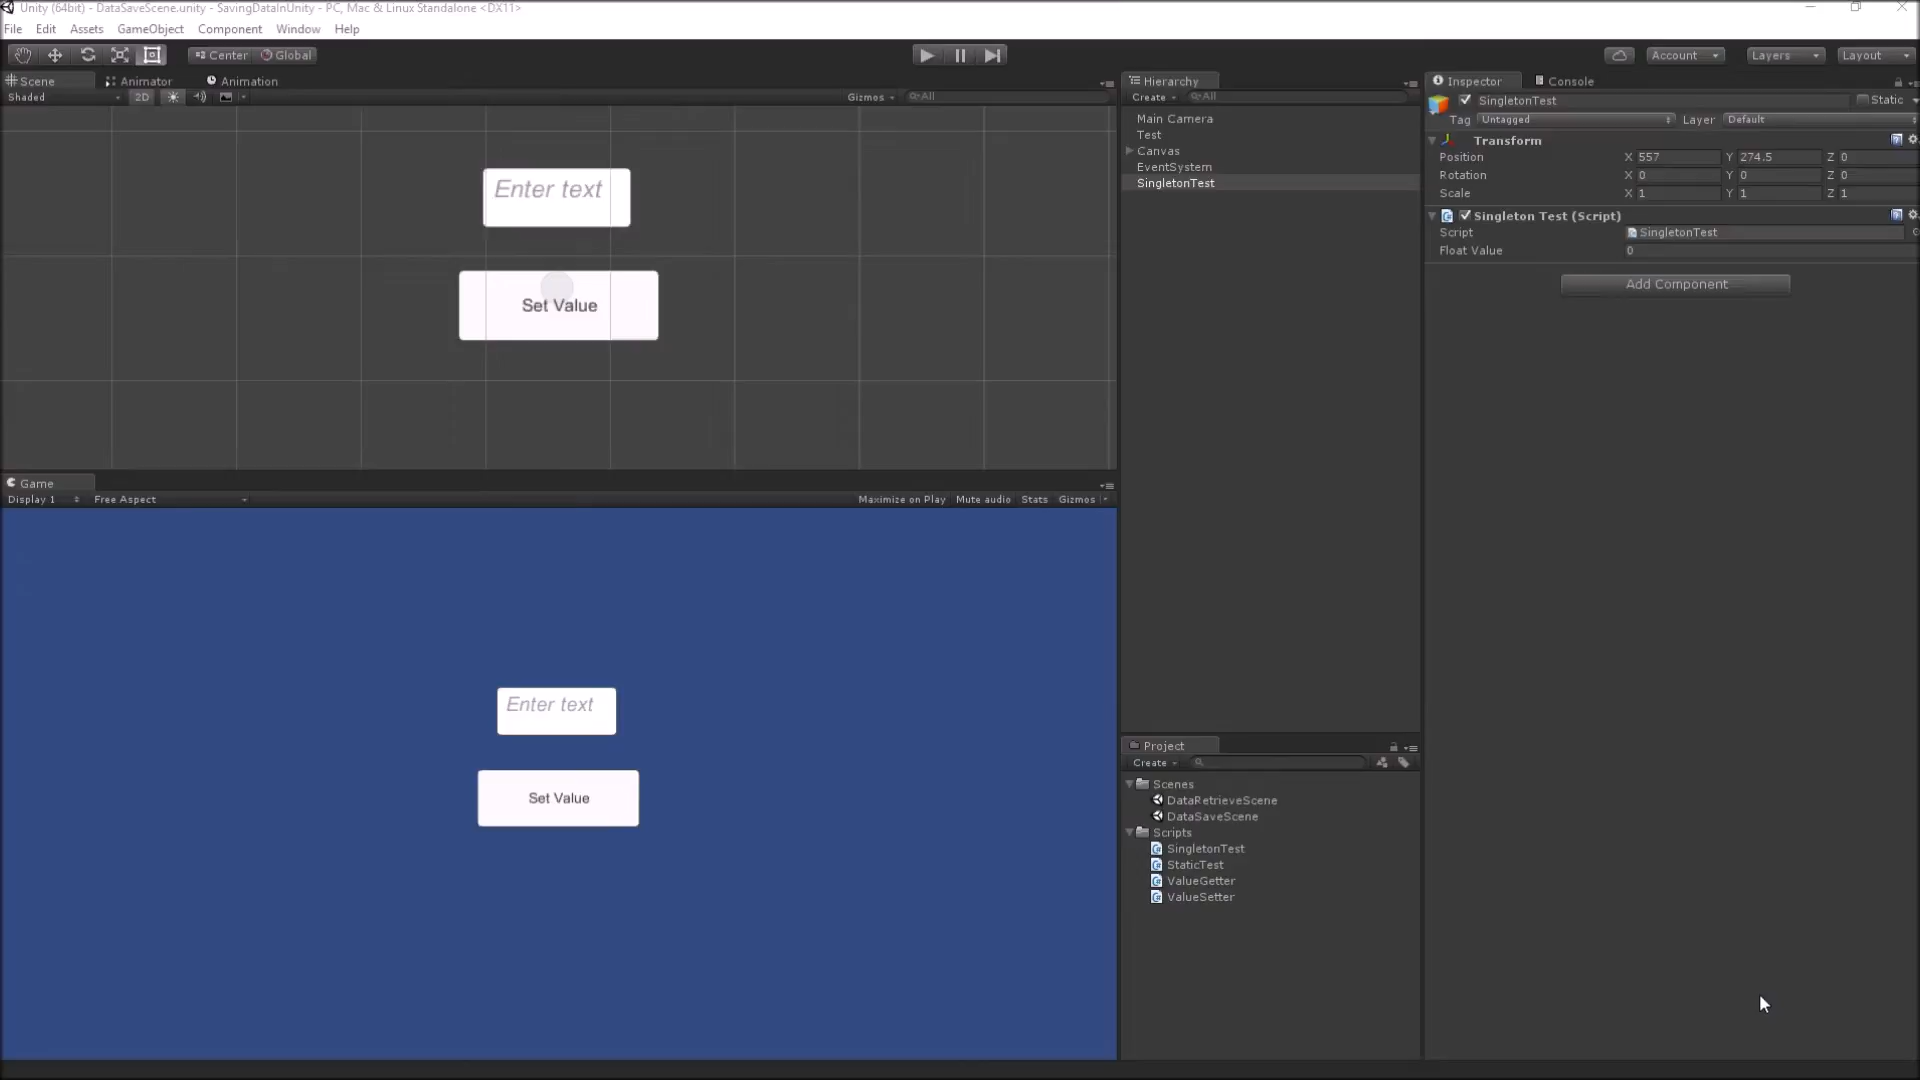 Unity (64bit) - DataSaveScene.unity - SavingDataInUnity - PC, Mac & Linux Standalone <DX11>
File Edit Assets GameObject Component Window Help
Center Global Account Layers Layout
Scene Animator Animation
Shaded 2D Gizmos All
Enter text
Set Value
Game
Display 1 Free Aspect Maximize on Play Mute audio Stats Gizmos
Enter text
Set Value
Hierarchy
Create All
Main Camera
Test
Canvas
EventSystem
SingletonTest
Project
Create
Scenes
DataRetrieveScene
DataSaveScene
Scripts
SingletonTest
StaticTest
ValueGetter
ValueSetter
Inspector Console
SingletonTest Static
Tag Untagged Layer Default
Transform
Position X 557 Y 274.5 Z 0
Rotation X 0 Y 0 Z 0
Scale X 1 Y 1 Z 1
Singleton Test (Script)
Script SingletonTest
Float Value 0
Add Component